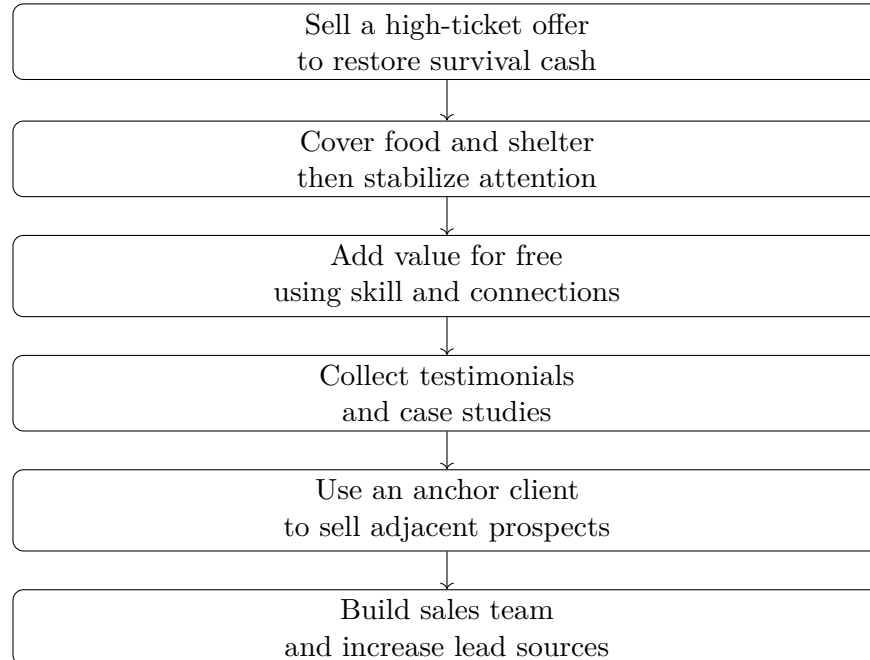 Sell a high-ticket offer
to restore survival cash
Cover food and shelter
then stabilize attention
Add value for free
using skill and connections
Collect testimonials
and case studies
Use an anchor client
to sell adjacent prospects
Build sales team
and increase lead sources